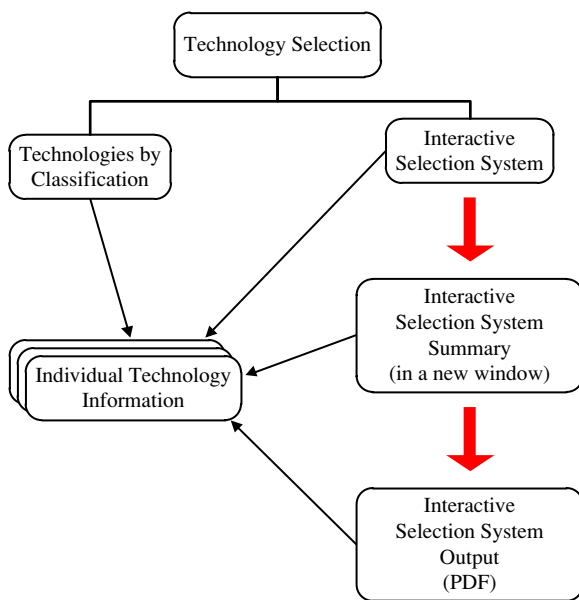 Technology Selection
Technologies by
Classification
Interactive
Selection System
Interactive
Selection System
Summary
(in a new window)
Individual Technology
Information
Interactive
Selection System
Output
(PDF)